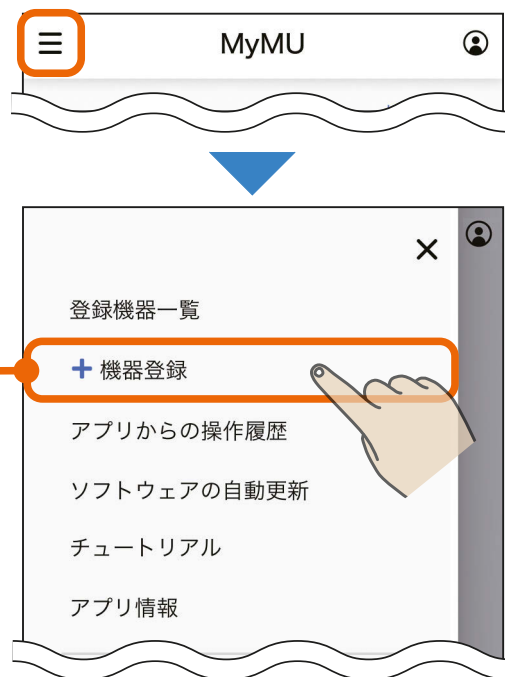 MyMU
登録機器一覧
+ 機器登録
アプリからの操作履歴
ソフトウェアの自動更新
チュートリアル
アプリ情報